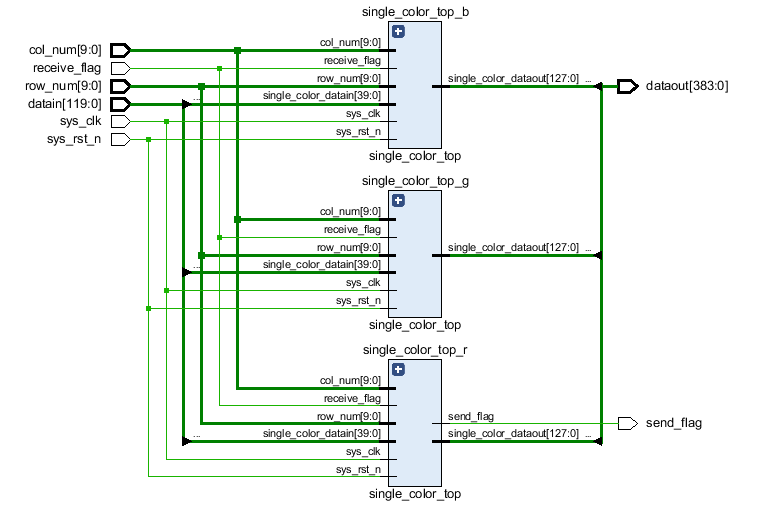 single_color_top_b
col_num[9:0]
receive_flag
row_num[9:0]
datain[119:0]
sys_clk
sys_rst_n
col_num[9:0]
receive_flag
row_num[9:0]
... single_color_datain[39:0]
sys_clk
sys_rst_n
single_color_dataout[127:0] ...
dataout[383:0]
single_color_top
single_color_top_g
col_num[9:0]
receive_flag
row_num[9:0]
... single_color_datain[39:0]
sys_clk
sys_rst_n
single_color_dataout[127:0] ...
single_color_top
single_color_top_r
col_num[9:0]
receive_flag
row_num[9:0]
... single_color_datain[39:0]
sys_clk
sys_rst_n
send_flag
single_color_dataout[127:0] ...
send_flag
single_color_top